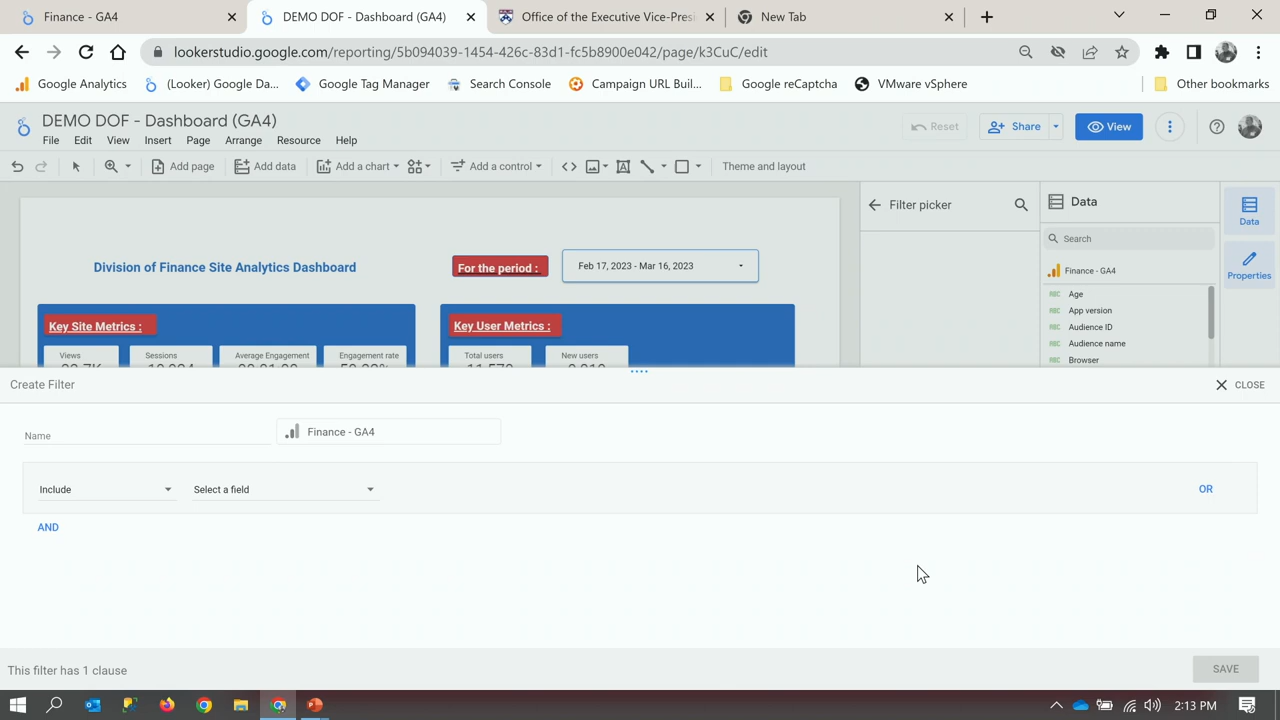 Finance - GA4
DEMO DOF - Dashboard (GA4)
Office of the Executive Vice-Presi
New Tab
lookerstudio.google.com/reporting/5b094039-1454-426c-83d1-fc5b8900e042/page/k3CuC/edit
Google Analytics
(Looker) Google Da...
Google Tag Manager
Search Console
Campaign URL Buil...
Google reCaptcha
VMware vSphere
Other bookmarks
DEMO DOF - Dashboard (GA4)
File Edit View Insert Page Arrange Resource Help
Reset
Share
View
Add page
Add data
Add a chart
Add a control
Theme and layout
Filter picker
Data
Data
Search
Properties
Finance - GA4
ABC Age
ABC App version
ABC Audience ID
ABC Audience name
ABC Browser
Division of Finance Site Analytics Dashboard
For the period :
Feb 17, 2023 - Mar 16, 2023
Key Site Metrics :
Key User Metrics :
Views
Sessions
Average Engagement
Engagement rate
Total users
New users
Create Filter
CLOSE
Name
Finance - GA4
Include
Select a field
OR
AND
This filter has 1 clause
SAVE
2:13 PM